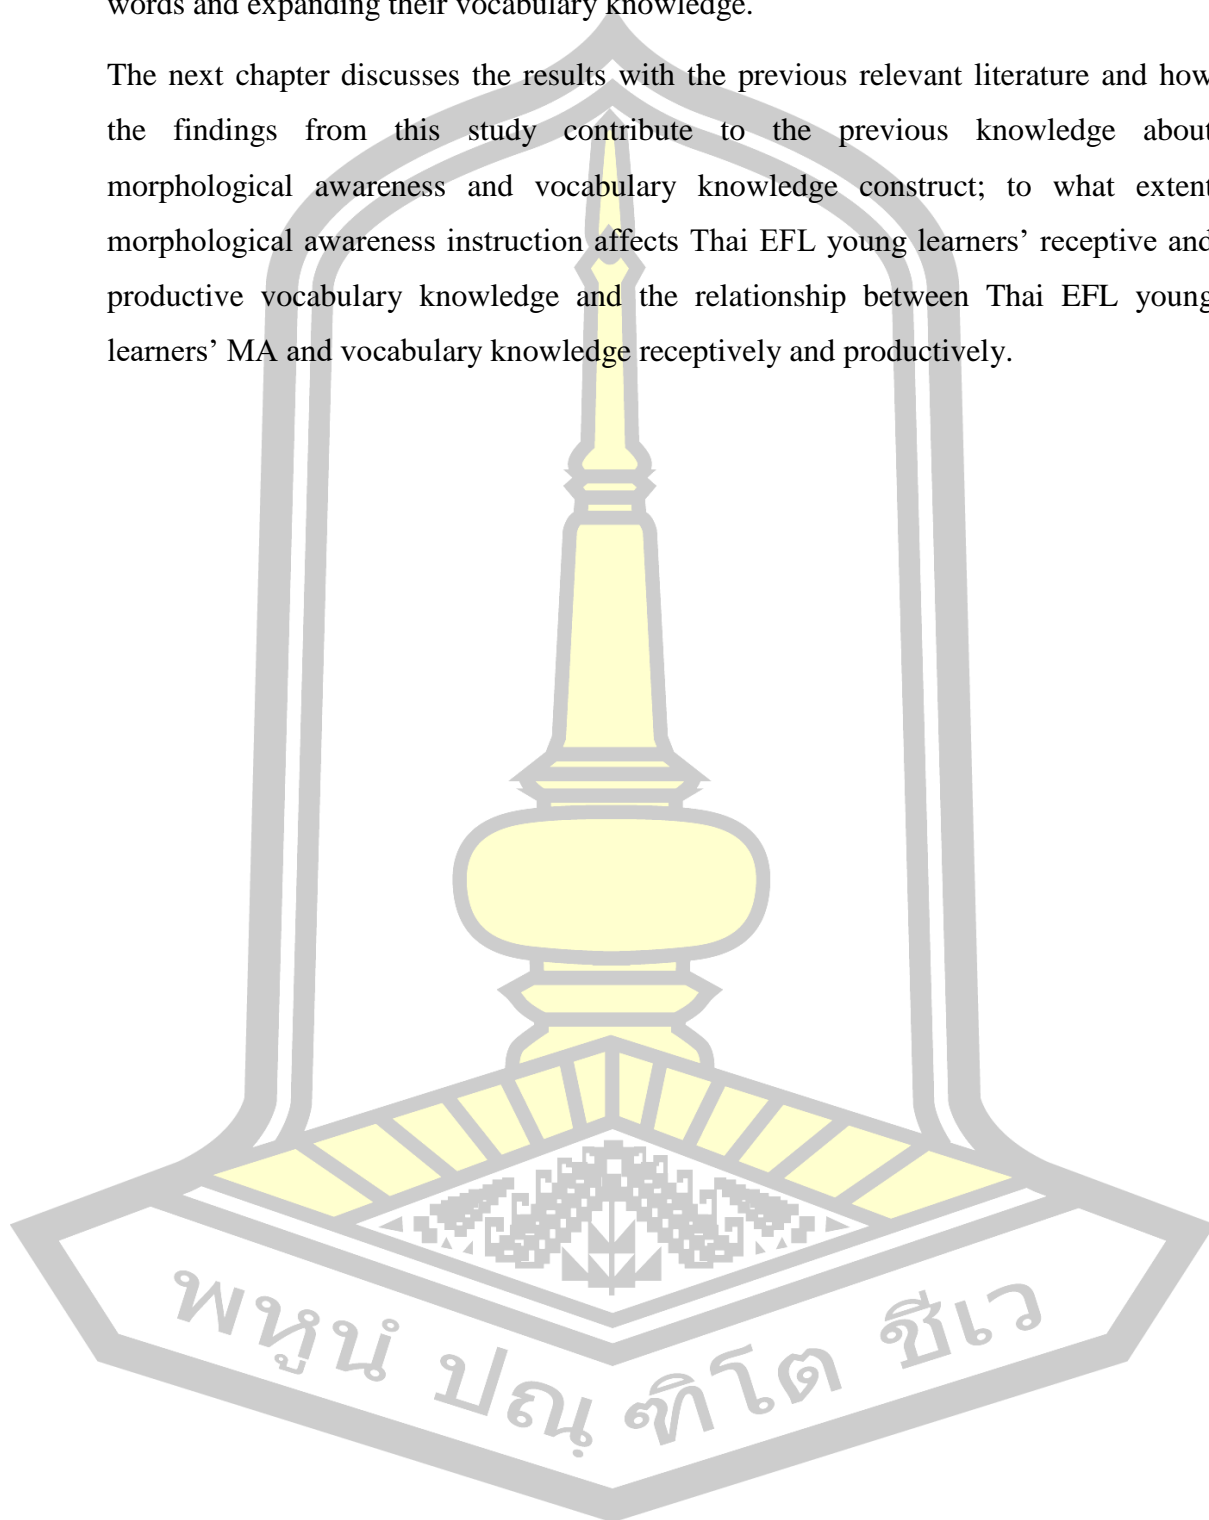 words and expanding their vocabulary knowledge.
The next chapter discusses the results with the previous relevant literature and how
the findings from this study contribute to the previous knowledge about
morphological awareness and vocabulary knowledge construct; to what extent
morphological awareness instruction affects Thai EFL young learners’ receptive and
productive vocabulary knowledge and the relationship between Thai EFL young
learners’ MA and vocabulary knowledge receptively and productively.
พหูนํ ปณฺฑิโต ชีเว